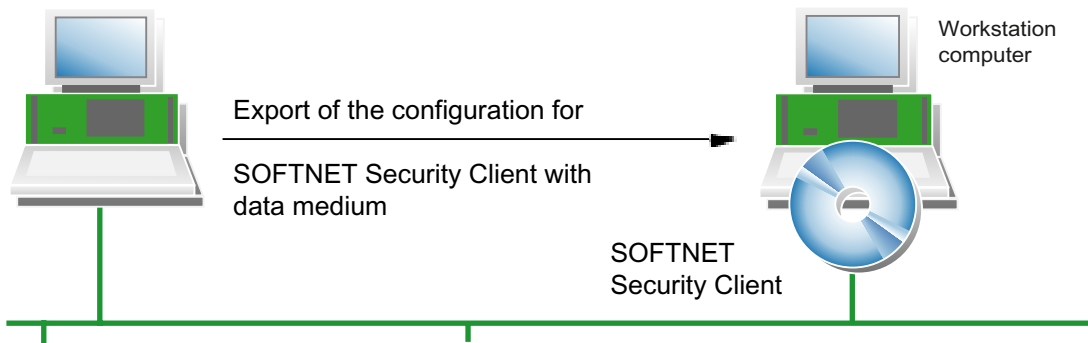 Workstation
computer
Export of the configuration for
SOFTNET Security Client with
data medium
SOFTNET
Security Client